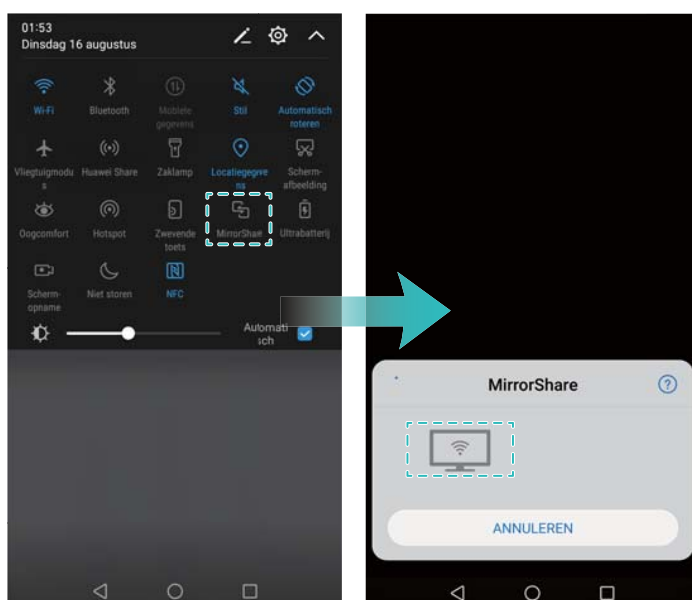 01:53
Dinsdag 16 augustus
Wi-Fi
Bluetooth
Mobiele
gegevens
Stil
Automatisch
roteren
Vliegtuigmodu
s
Huawei Share
Zaklamp
Locatiegegeve
ns
Scherm-
afbeelding
Oogcomfort
Hotspot
Zwevende
toets
MirrorShare
Ultrabatterij
Scherm-
opname
Niet storen
NFC
Automati
sch
MirrorShare
ANNULEREN